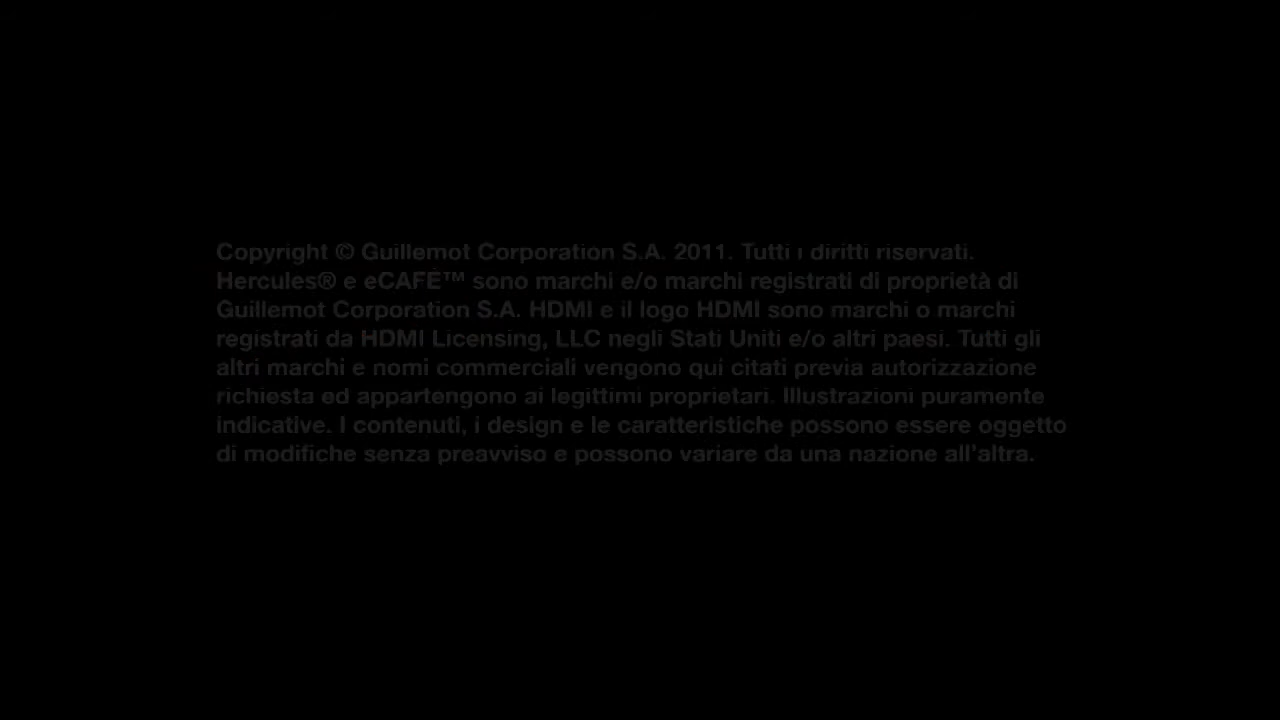 Copyright © Guillemot Corporation S.A. 2011. Tutti i diritti riservati.
Hercules® e eCAFÉ™ sono marchi e/o marchi registrati di proprietà di
Guillemot Corporation S.A. HDMI e il logo HDMI sono marchi o marchi
registrati da HDMI Licensing, LLC negli Stati Uniti e/o altri paesi. Tutti gli
altri marchi e nomi commerciali vengono qui citati previa autorizzazione
richiesta ed appartengono ai legittimi proprietari. Illustrazioni puramente
indicative. I contenuti, i design e le caratteristiche possono essere oggetto
di modifiche senza preavviso e possono variare da una nazione all'altra.